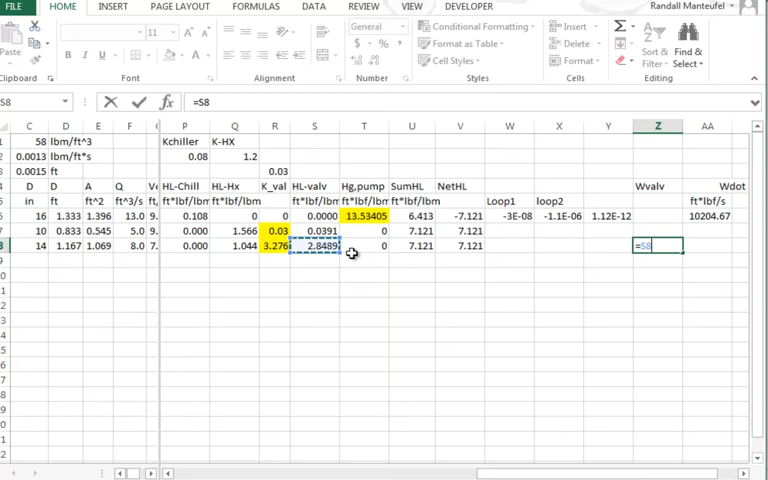 FILE HOME INSERT PAGE LAYOUT FORMULAS DATA REVIEW VIEW DEVELOPER Randall Manteufel
11 General Conditional Formatting Insert
Paste B I U $ % Format as Table Delete Sort & Find &
Cell Styles Format Filter Select
Clipboard Font Alignment Number Styles Cells Editing
S8 fx =S8
C D E F P Q R S T U V W X Y Z AA
58 lbm/ft^3 Kchiller K-HX
0.0013 lbm/ft*s 0.08 1.2
0.0015 ft 0.03
D D A Q HL-Chill HL-Hx K_val HL-valv Hg,pump SumHL NetHL Wvalv Wdot
in ft ft^2 ft^3/s ft*lbf/lbm ft*lbf/lbm ft*lbf/lbm ft*lbf/lbm ft*lbf/lbm Loop1 loop2 ft*lbf/s
16 1.333 1.396 13.0 9. 0.108 0 0 0.0000 13.53405 6.413 -7.121 -3E-08 -1.1E-06 1.12E-12 10204.67
10 0.833 0.545 5.0 9. 0.000 1.566 0.03 0.0391 0 7.121 7.121
14 1.167 1.069 8.0 7. 0.000 1.044 3.276 2.8489 0 7.121 7.121 =S8